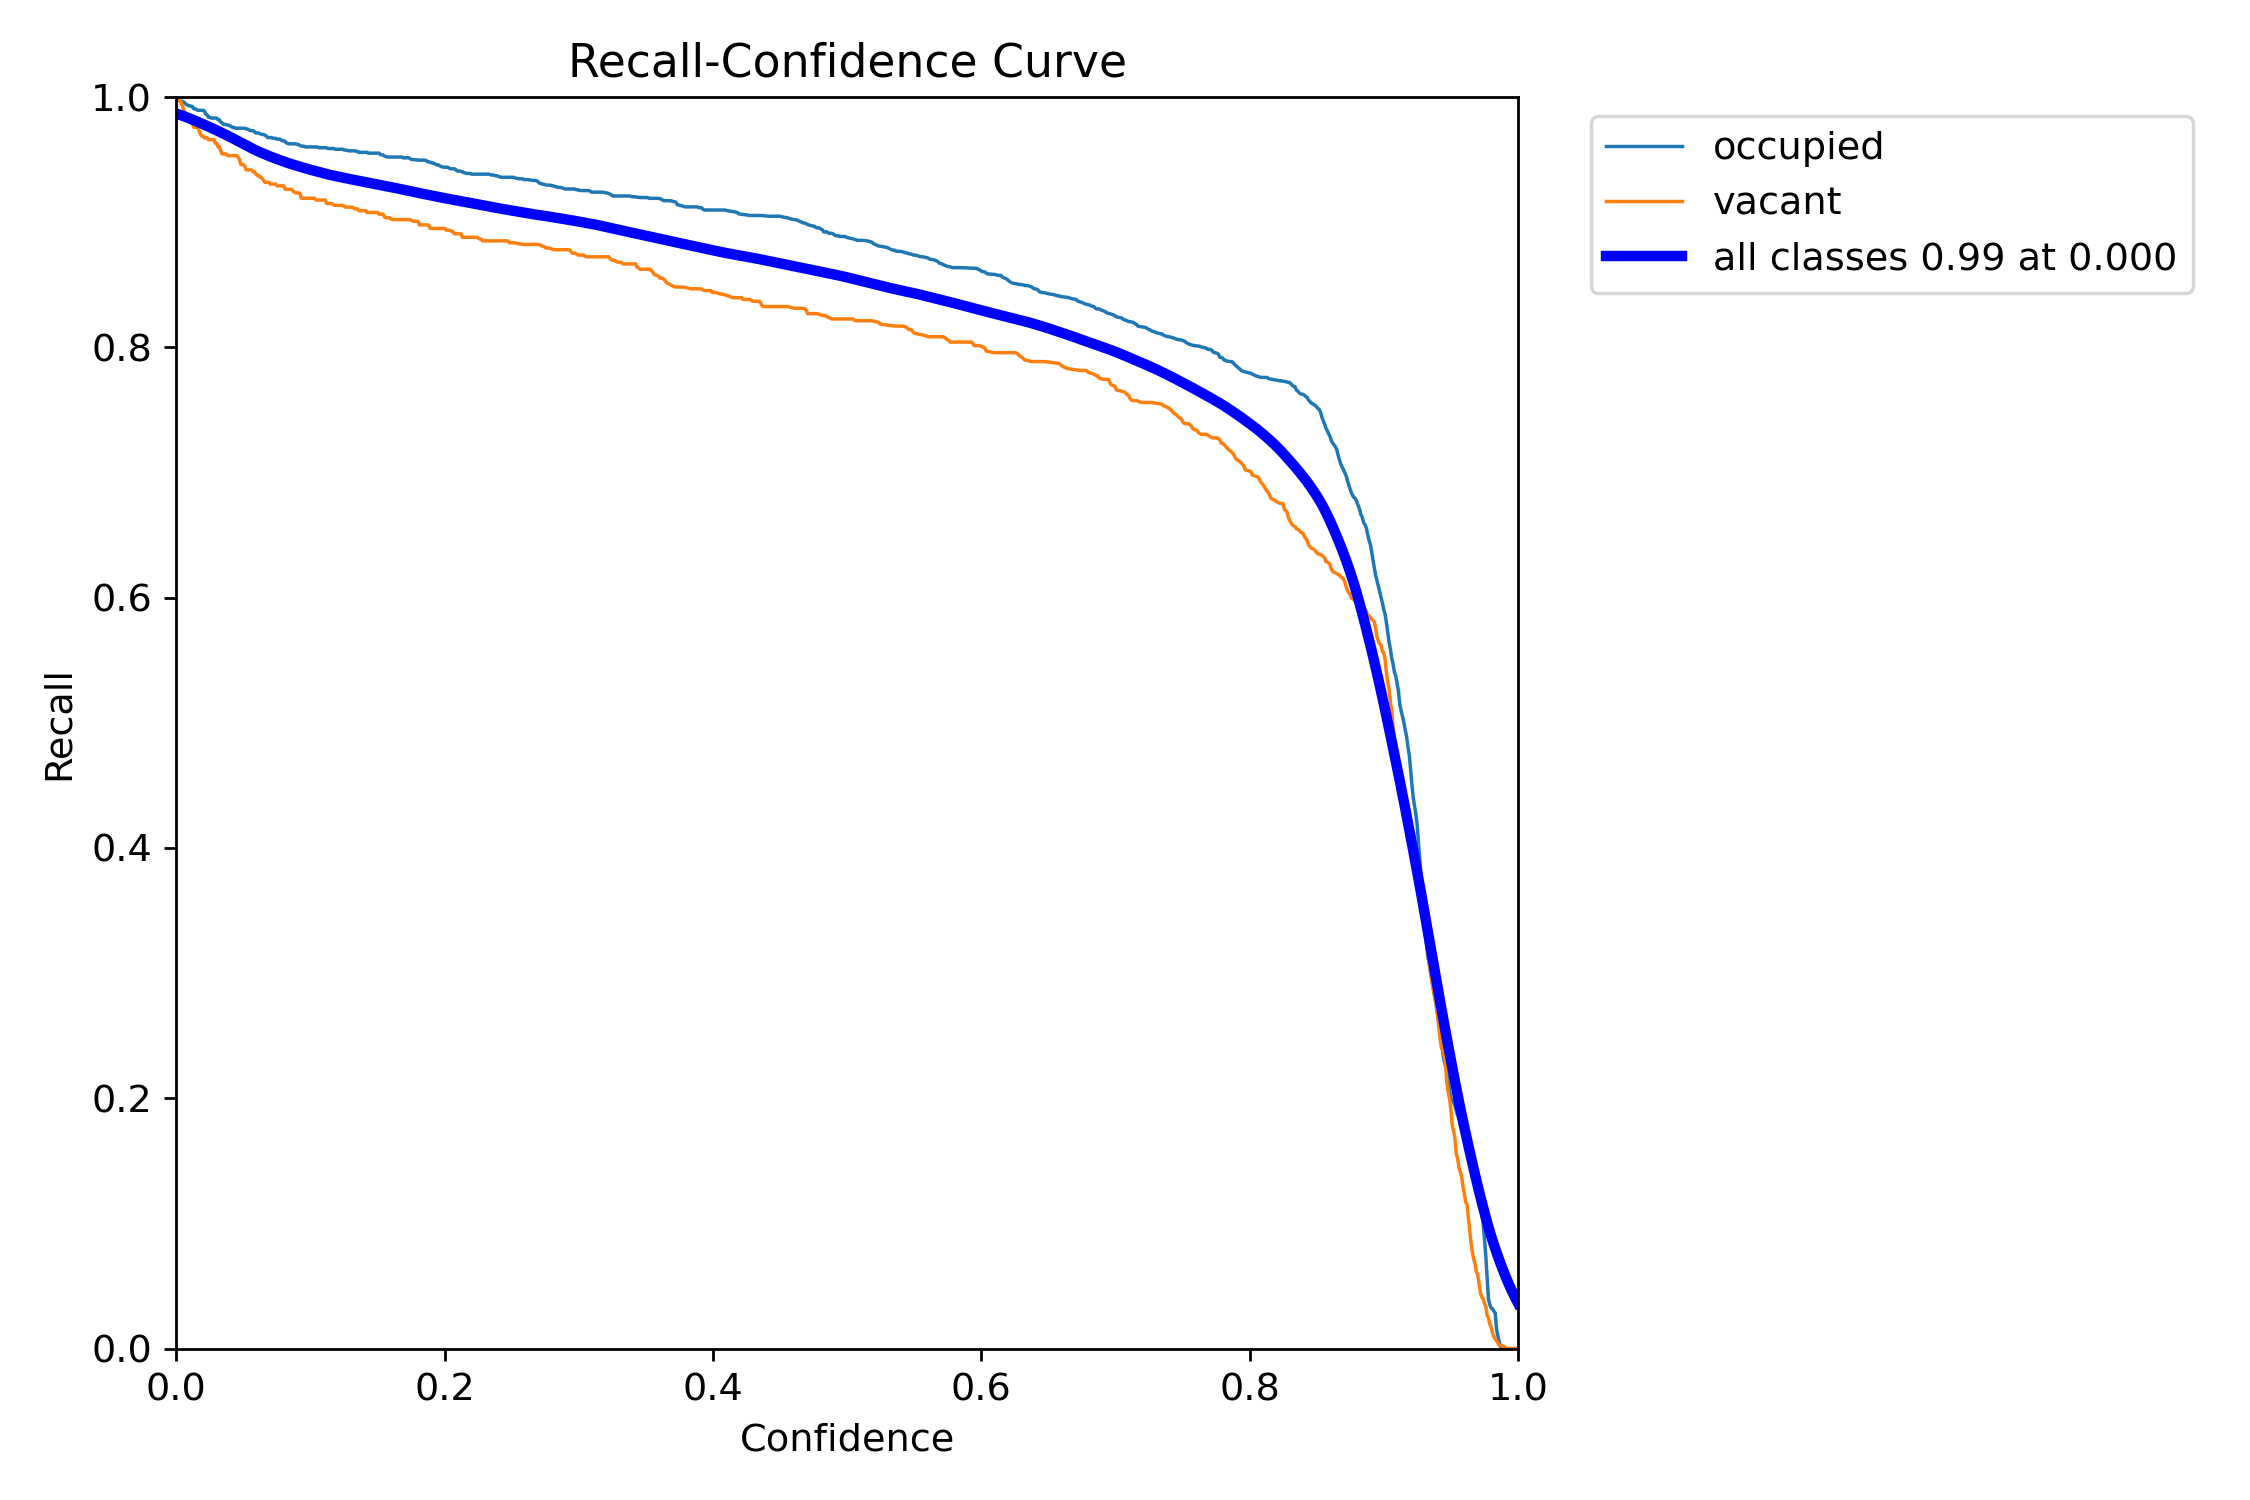 Recall-Confidence Curve
1.0
0.8
0.6
0.4
0.2
0.0
Recall
0.0 0.2 0.4 0.6 0.8 1.0
Confidence
occupied
vacant
all classes 0.99 at 0.000